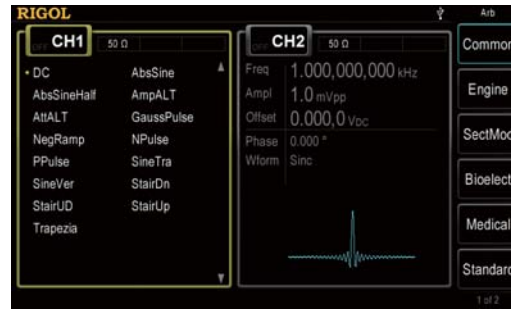 RIGOL Arb
OFF CH1 50 Ω
• DC AbsSine
AbsSineHalf AmpALT
AttALT GaussPulse
NegRamp NPulse
PPulse SineTra
SineVer StairDn
StairUD StairUp
Trapezia
OFF CH2 50 Ω
Freq 1.000,000,000 kHz
Ampl 1.0 mVpp
Offset 0.000,0 VDC
Phase 0.000 °
Wform Sinc
Common
Engine
SectMod
Bioelect
Medical
Standard
1 of 2